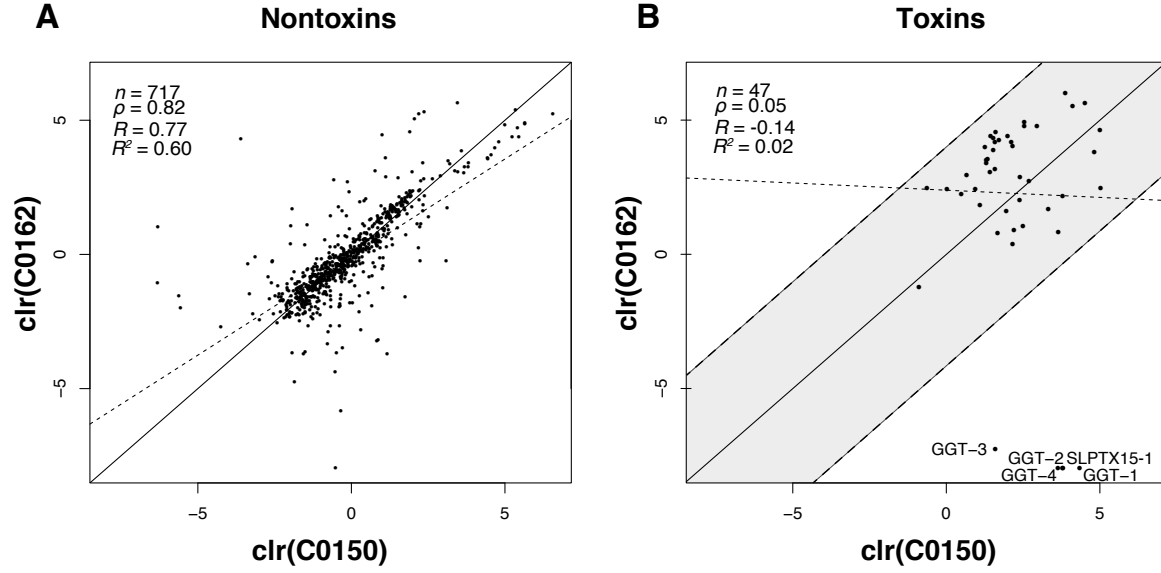 A
Nontoxins
n = 717
ρ = 0.82
R = 0.77
R² = 0.60
clr(C0162)
5
0
−5
−5
0
5
clr(C0150)
B
Toxins
n = 47
ρ = 0.05
R = -0.14
R² = 0.02
clr(C0162)
5
0
−5
GGT−3
GGT−2 SLPTX15-1
GGT−4 GGT−1
−5
0
5
clr(C0150)